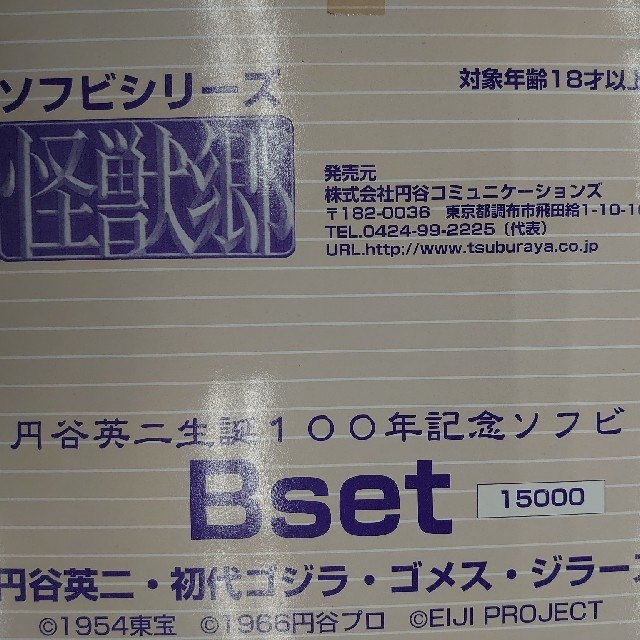 ソフビシリーズ
対象年齢18才以上
怪獣郷
発売元
株式会社円谷コミュニケーションズ
〒182-0036 東京都調布市飛田給1-10-10
TEL.0424-99-2225（代表）
URL.http://www.tsuburaya.co.jp
円谷英二生誕100年記念ソフビ
Bset
15000
円谷英二・初代ゴジラ・ゴメス・ジラー
©1954東宝 ©1966円谷プロ ©EIJI PROJECT